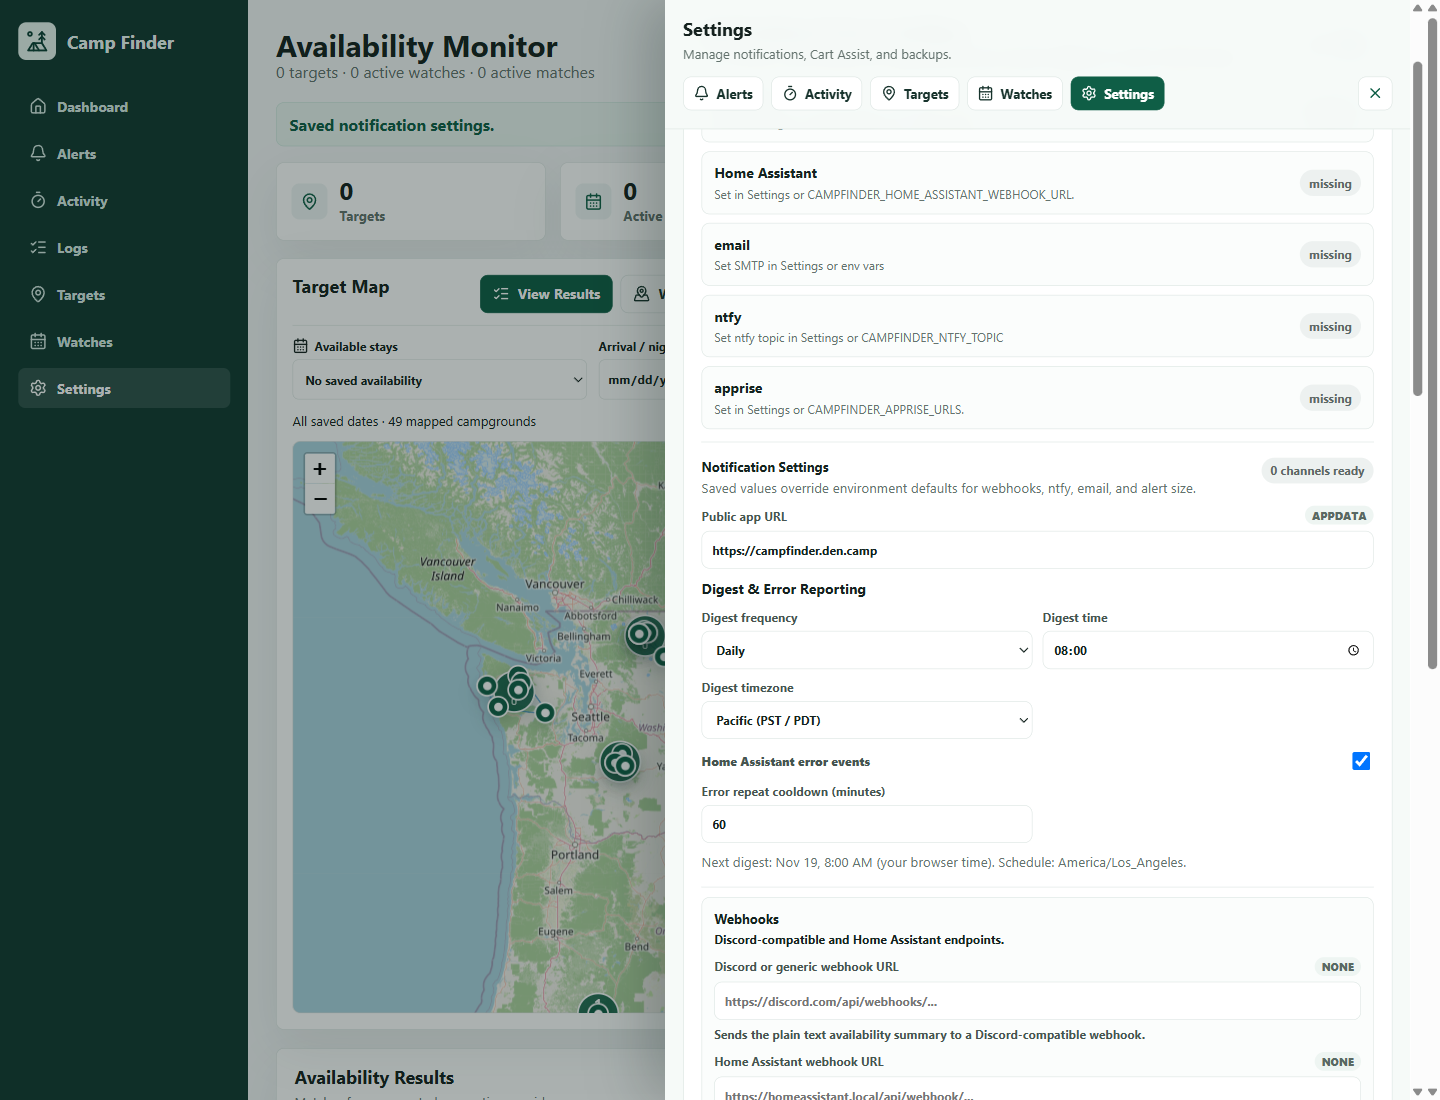 Camp Finder
Dashboard
Alerts
Activity
Logs
Targets
Watches
Settings
Availability Monitor
0 targets · 0 active watches · 0 active matches
Saved notification settings.
0
Targets
0
Active
Target Map
View Results
Available stays
Arrival / nig
No saved availability
mm/dd/y
All saved dates · 49 mapped campgrounds
+
−
Vancouver
Island
Vancouver
Nanaimo
Chilliwack
Abbotsford
Bellingham
Victoria
Everett
Seattle
Washi
Tacoma
Ya
Portland
Salem
Eugene
Bend
Availability Results
Settings
Manage notifications, Cart Assist, and backups.
Alerts
Activity
Targets
Watches
Settings
Home Assistant
Set in Settings or CAMPFINDER_HOME_ASSISTANT_WEBHOOK_URL.
missing
email
Set SMTP in Settings or env vars
missing
ntfy
Set ntfy topic in Settings or CAMPFINDER_NTFY_TOPIC
missing
apprise
Set in Settings or CAMPFINDER_APPRISE_URLS.
missing
Notification Settings
0 channels ready
Saved values override environment defaults for webhooks, ntfy, email, and alert size.
Public app URL
APPDATA
https://campfinder.den.camp
Digest & Error Reporting
Digest frequency
Digest time
Daily
08:00
Digest timezone
Pacific (PST / PDT)
Home Assistant error events
Error repeat cooldown (minutes)
60
Next digest: Nov 19, 8:00 AM (your browser time). Schedule: America/Los_Angeles.
Webhooks
Discord-compatible and Home Assistant endpoints.
Discord or generic webhook URL
NONE
https://discord.com/api/webhooks/...
Sends the plain text availability summary to a Discord-compatible webhook.
Home Assistant webhook URL
NONE
https://homeassistant.local/api/webhook/...